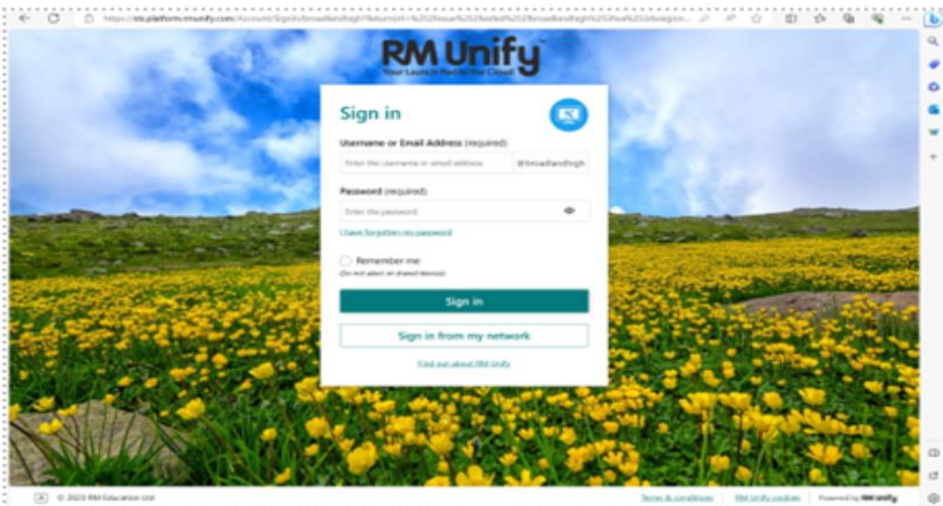 RM Unify
Your Launch Pad to the Cloud
Sign in
Username or Email Address (required)
Enter the username or email address
@broadlandhigh
Password (required)
Enter the password
I have forgotten my password
Remember me
(Do not select on shared devices)
Sign in
Sign in from my network
Find out about RM Unify
© 2023 RM Education Ltd
Terms & conditions
RM Unify cookies
Powered by RM Unify